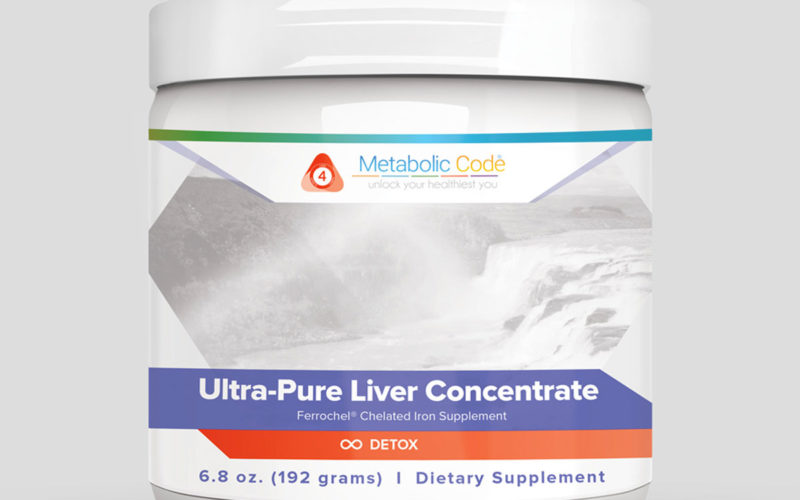 4
Metabolic Code
unlock your healthiest you
Ultra-Pure Liver Concentrate
Ferrochel® Chelated Iron Supplement
DETOX
6.8 oz. (192 grams) | Dietary Supplement